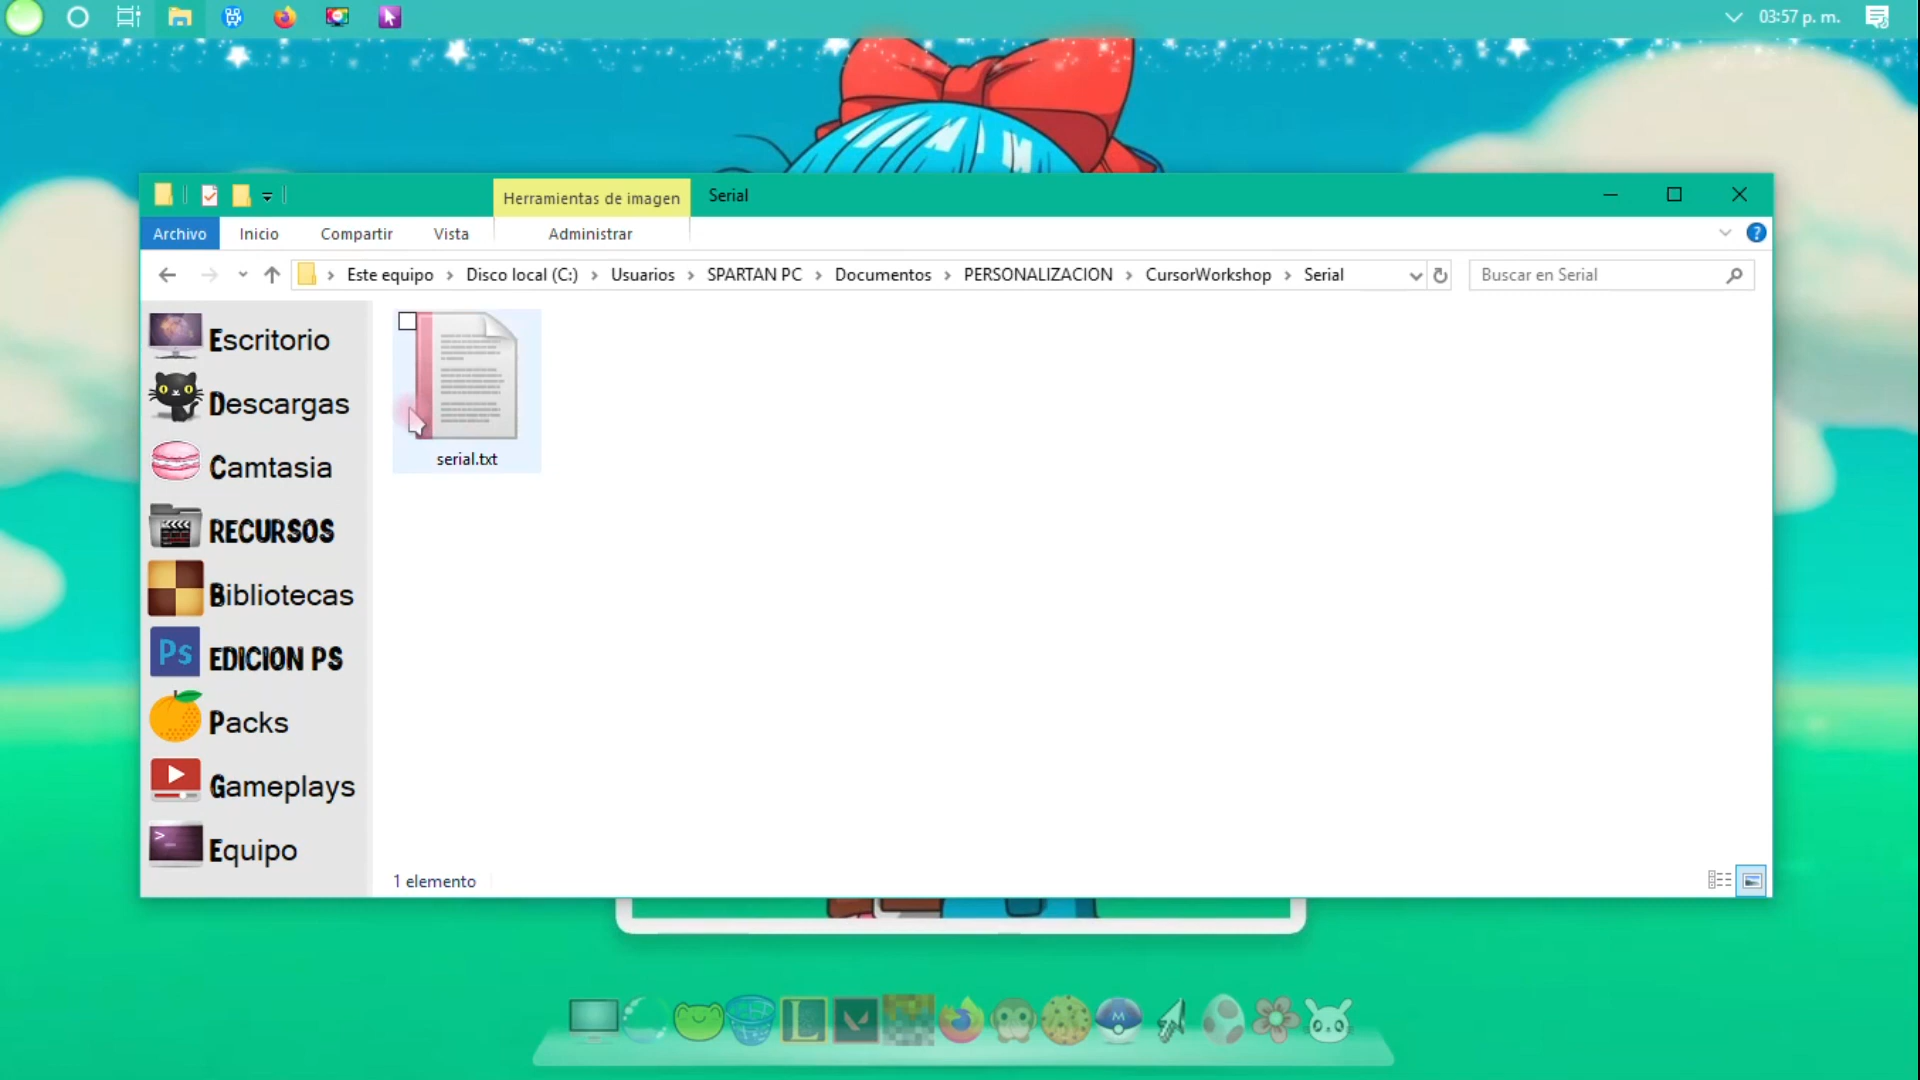 03:57 p. m.
Herramientas de imagen
Serial
Archivo
Inicio
Compartir
Vista
Administrar
Este equipo
Disco local (C:)
Usuarios
SPARTAN PC
Documentos
PERSONALIZACION
CursorWorkshop
Serial
Buscar en Serial
Escritorio
Descargas
Camtasia
RECURSOS
Bibliotecas
Ps
EDICION PS
Packs
Gameplays
Equipo
serial.txt
1 elemento
L
M